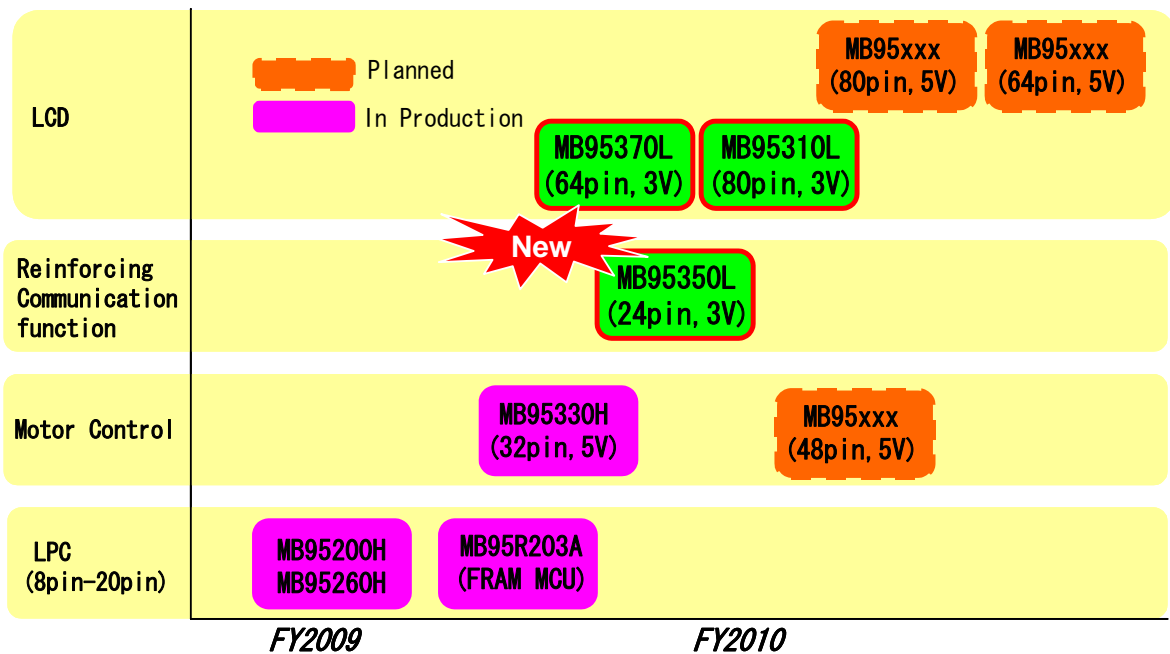 MB95xxx
(80pin, 5V)
MB95xxx
(64pin, 5V)
Planned
In Production
LCD
MB95370L
(64pin, 3V)
MB95310L
(80pin, 3V)
New
Reinforcing
Communication
function
MB95350L
(24pin, 3V)
Motor Control
MB95330H
(32pin, 5V)
MB95xxx
(48pin, 5V)
LPC
(8pin-20pin)
MB95200H
MB95260H
MB95R203A
(FRAM MCU)
FY2009
FY2010